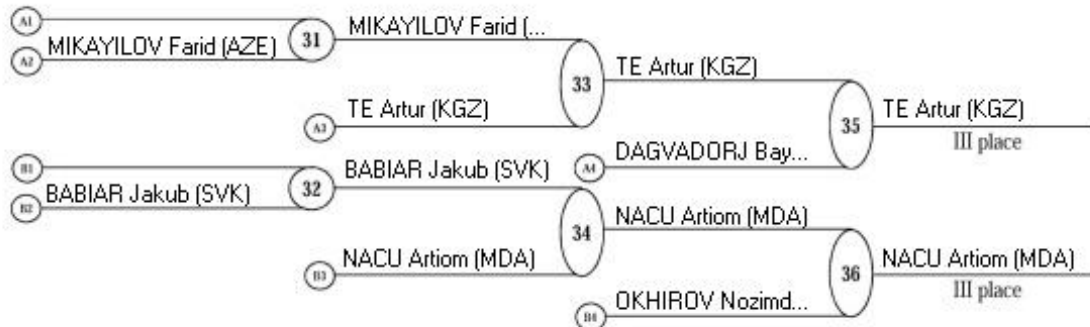 A1
MIKAYILOV Farid (AZE)
A2
31
MIKAYILOV Farid (...
TE Artur (KGZ)
A3
33
TE Artur (KGZ)
DAGVADORJ Bay...
A4
35
TE Artur (KGZ)
III place
B1
BABIAR Jakub (SVK)
B2
32
BABIAR Jakub (SVK)
NACU Artiom (MDA)
B3
34
NACU Artiom (MDA)
OKHIROV Nozimd...
B4
36
NACU Artiom (MDA)
III place